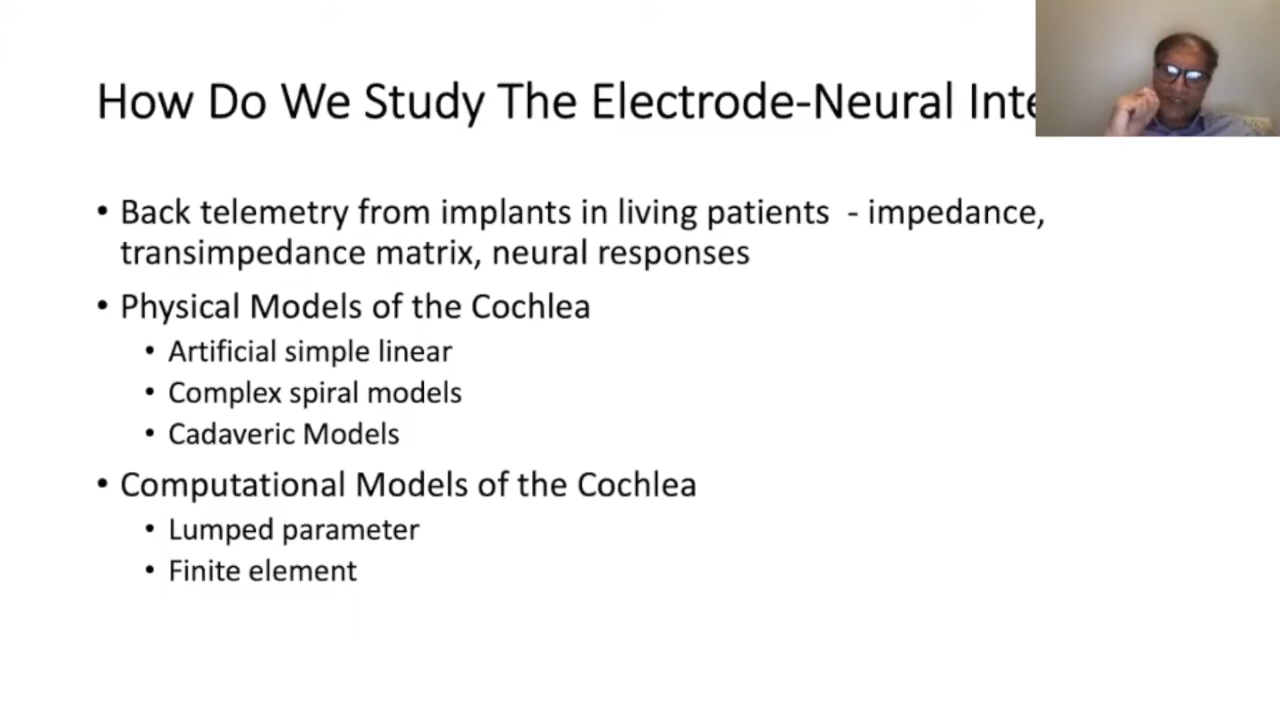 How Do We Study The Electrode-Neural Inte
• Back telemetry from implants in living patients - impedance,
transimpedance matrix, neural responses
• Physical Models of the Cochlea
• Artificial simple linear
• Complex spiral models
• Cadaveric Models
• Computational Models of the Cochlea
• Lumped parameter
• Finite element